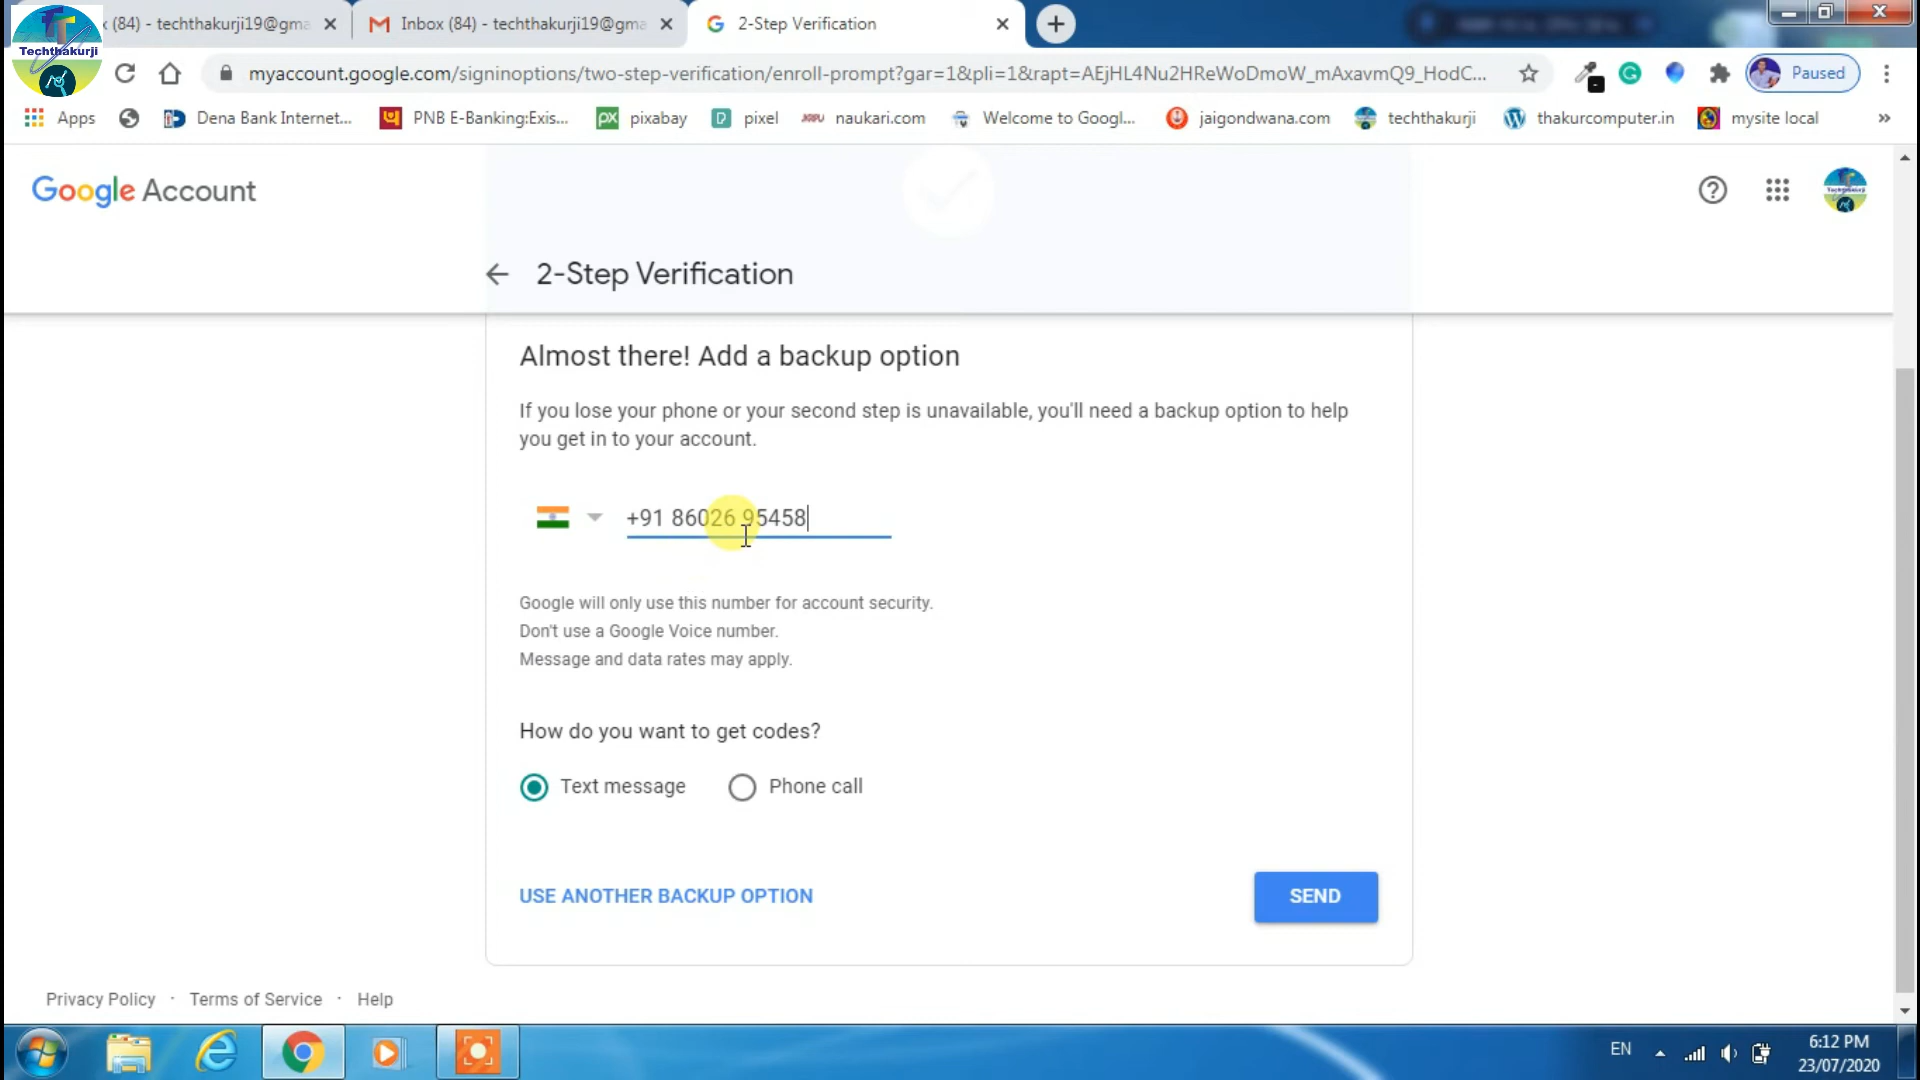 (84) - techthakurji19@gma
Inbox (84) - techthakurji19@gma
2-Step Verification
Techthakurji
myaccount.google.com/signinoptions/two-step-verification/enroll-prompt?gar=1&pli=1&rapt=AEjHL4Nu2HReWoDmoW_mAxavmQ9_HodC...
Paused
Apps
Dena Bank Internet...
PNB E-Banking:Exis...
pixabay
pixel
naukari.com
Welcome to Googl...
jaigondwana.com
techthakurji
thakurcomputer.in
mysite local
»
Google Account
2-Step Verification
Almost there! Add a backup option
If you lose your phone or your second step is unavailable, you'll need a backup option to help
you get in to your account.
+91 86026 95458
Google will only use this number for account security.
Don't use a Google Voice number.
Message and data rates may apply.
How do you want to get codes?
Text message
Phone call
USE ANOTHER BACKUP OPTION
SEND
Privacy Policy · Terms of Service · Help
EN
6:12 PM
23/07/2020